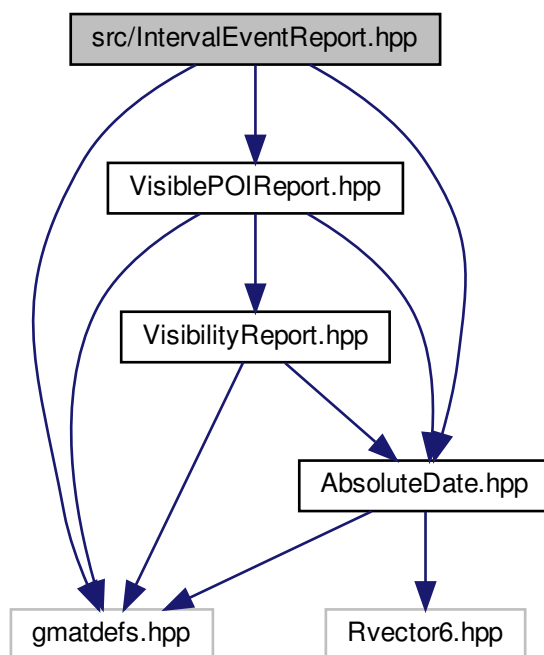 src/IntervalEventReport.hpp
VisiblePOIReport.hpp
VisibilityReport.hpp
AbsoluteDate.hpp
gmatdefs.hpp
Rvector6.hpp